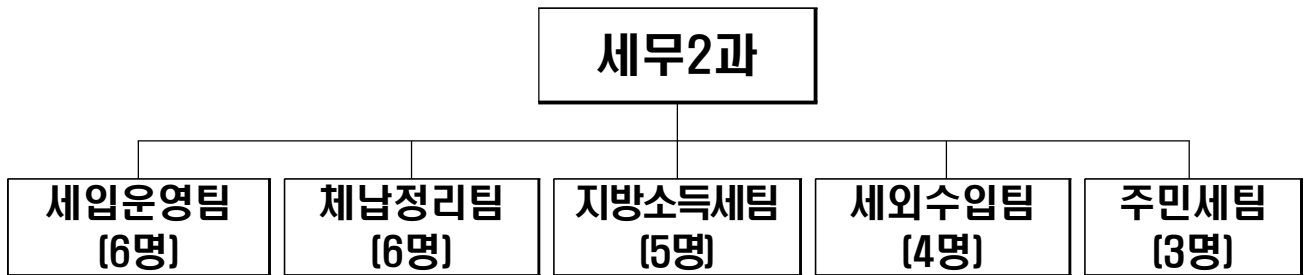 세무2과
세입운영팀
(6명)
체납정리팀
(6명)
지방소득세팀
(5명)
세외수입팀
(4명)
주민세팀
(3명)